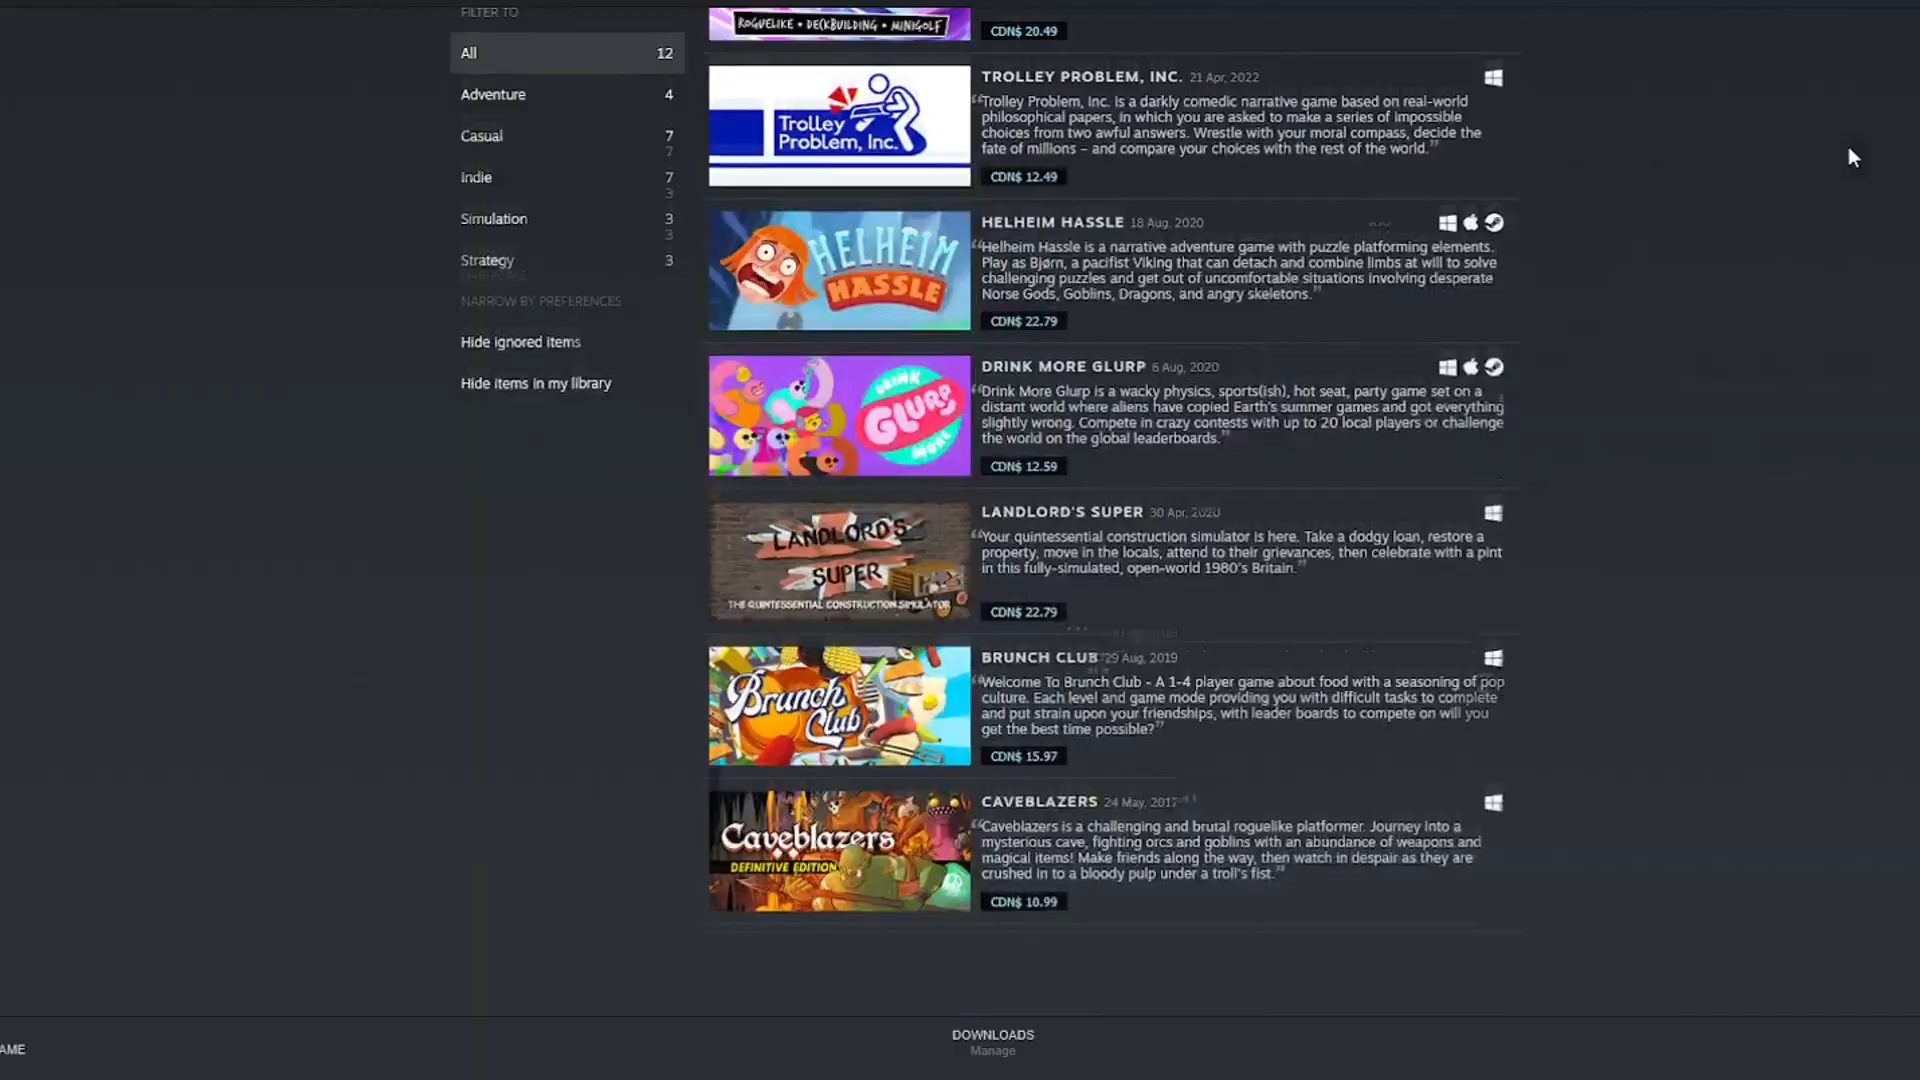 FILTER TO
All 12
Adventure 4
Casual 7
7
Indie 7
3
Simulation 3
3
Strategy 3
NARROW BY PREFERENCES
Hide ignored items
Hide items in my library
ROGUELIKE • DECKBUILDING • MINIGOLF
CDN$ 20.49
Trolley
Problem, Inc.
TROLLEY PROBLEM, INC. 21 Apr, 2022
“Trolley Problem, Inc. is a darkly comedic narrative game based on real-world
philosophical papers, in which you are asked to make a series of impossible
choices from two awful answers. Wrestle with your moral compass, decide the
fate of millions – and compare your choices with the rest of the world.”
CDN$ 12.49
HELHEIM
HASSLE
HELHEIM HASSLE 18 Aug, 2020
“Helheim Hassle is a narrative adventure game with puzzle platforming elements.
Play as Bjørn, a pacifist Viking that can detach and combine limbs at will to solve
challenging puzzles and get out of uncomfortable situations involving desperate
Norse Gods, Goblins, Dragons, and angry skeletons.”
CDN$ 22.79
DRINK
GLURP
MORE
DRINK MORE GLURP 6 Aug, 2020
“Drink More Glurp is a wacky physics, sports(ish), hot seat, party game set on a
distant world where aliens have copied Earth's summer games and got everything
slightly wrong. Compete in crazy contests with up to 20 local players or challenge
the world on the global leaderboards.”
CDN$ 12.59
LANDLORD'S
SUPER
THE QUINTESSENTIAL CONSTRUCTION SIMULATOR
LANDLORD'S SUPER 30 Apr, 2020
“Your quintessential construction simulator is here. Take a dodgy loan, restore a
property, move in the locals, attend to their grievances, then celebrate with a pint
in this fully-simulated, open-world 1980's Britain.”
CDN$ 22.79
Brunch
Club
BRUNCH CLUB 29 Aug, 2019
“Welcome To Brunch Club - A 1-4 player game about food with a seasoning of pop
culture. Each level and game mode providing you with difficult tasks to complete
and put strain upon your friendships, with leader boards to compete on will you
get the best time possible?”
CDN$ 15.97
Caveblazers
DEFINITIVE EDITION
CAVEBLAZERS 24 May, 2017
“Caveblazers is a challenging and brutal roguelike platformer. Journey into a
mysterious cave, fighting orcs and goblins with an abundance of weapons and
magical items! Make friends along the way, then watch in despair as they are
crushed in to a bloody pulp under a troll's fist.”
CDN$ 10.99
AME
DOWNLOADS
Manage